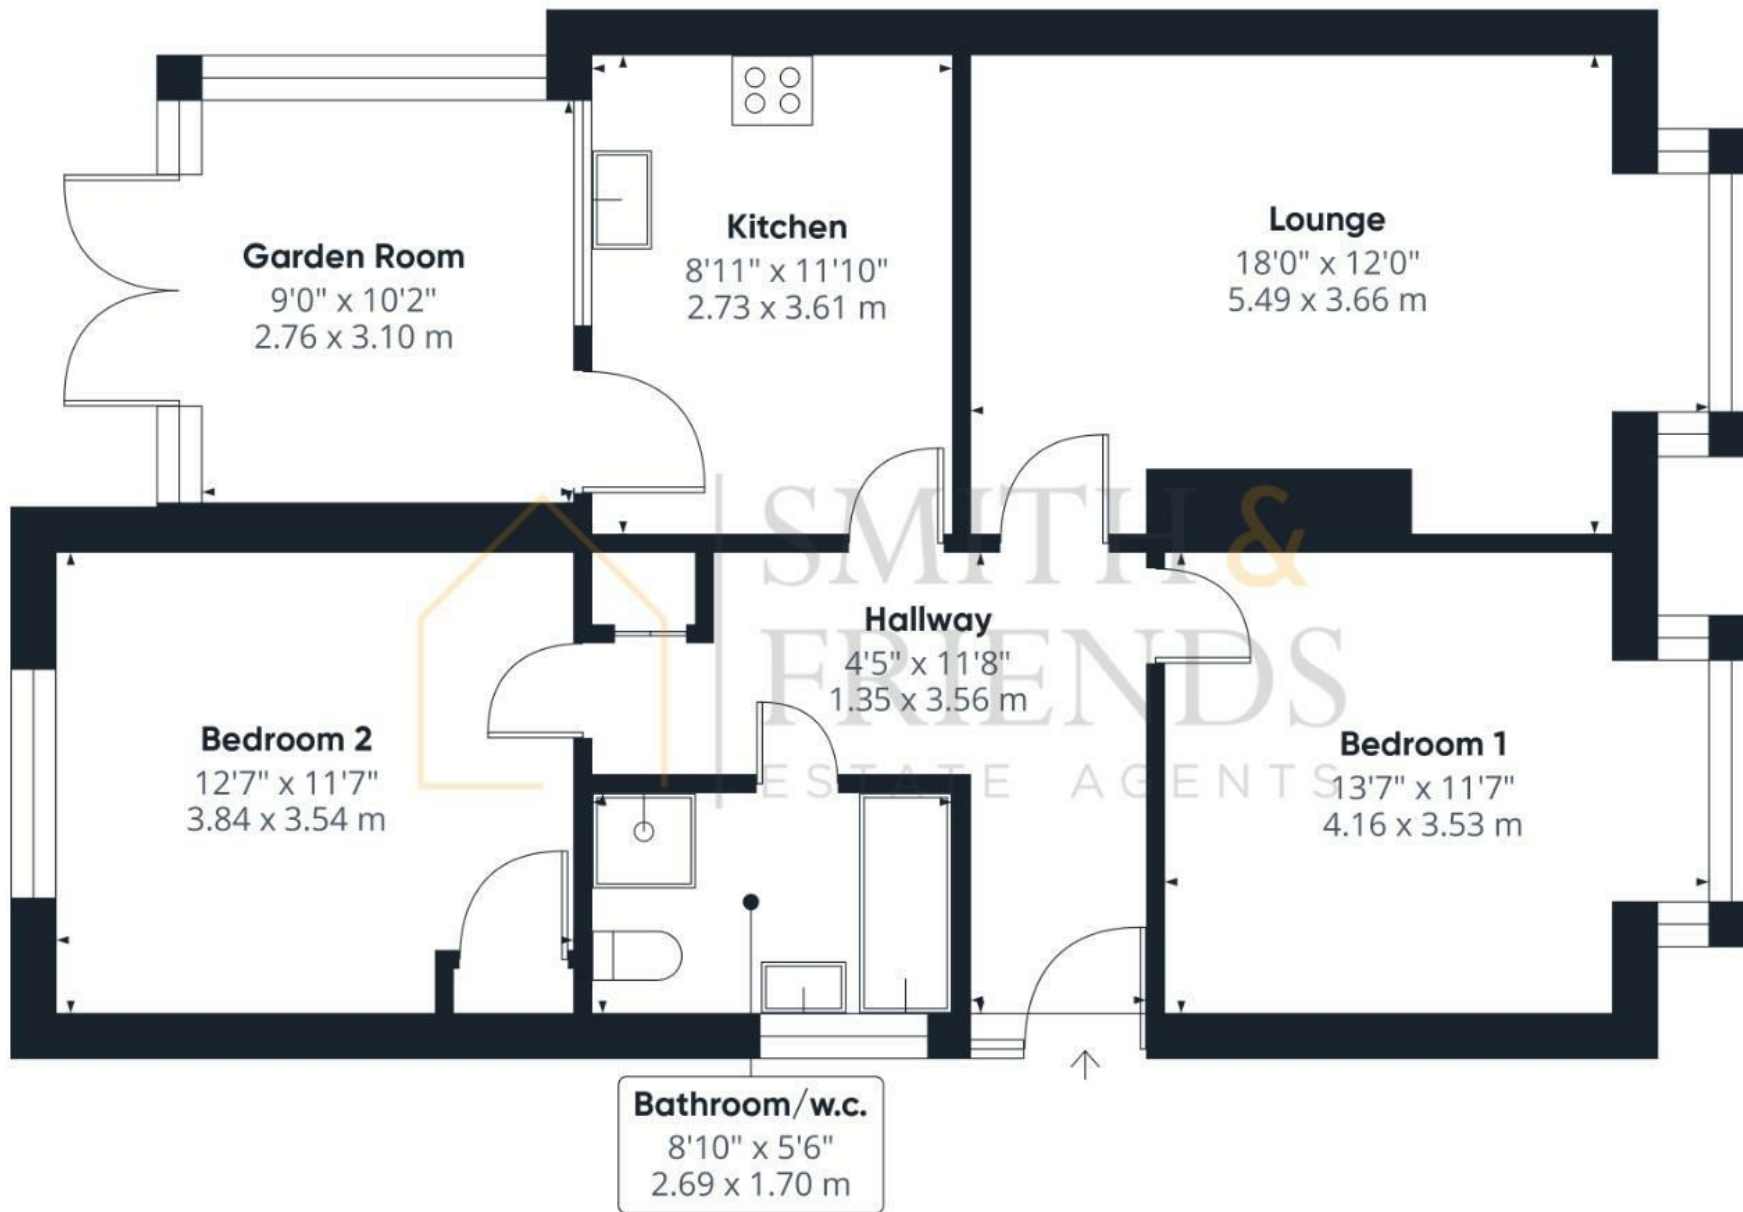 Garden Room
9'0" x 10'2"
2.76 x 3.10 m
Kitchen
8'11" x 11'10"
2.73 x 3.61 m
Lounge
18'0" x 12'0"
5.49 x 3.66 m
SMITH &
FRIENDS
ESTATE AGENTS
Hallway
4'5" x 11'8"
1.35 x 3.56 m
Bedroom 2
12'7" x 11'7"
3.84 x 3.54 m
Bedroom 1
13'7" x 11'7"
4.16 x 3.53 m
Bathroom/w.c.
8'10" x 5'6"
2.69 x 1.70 m